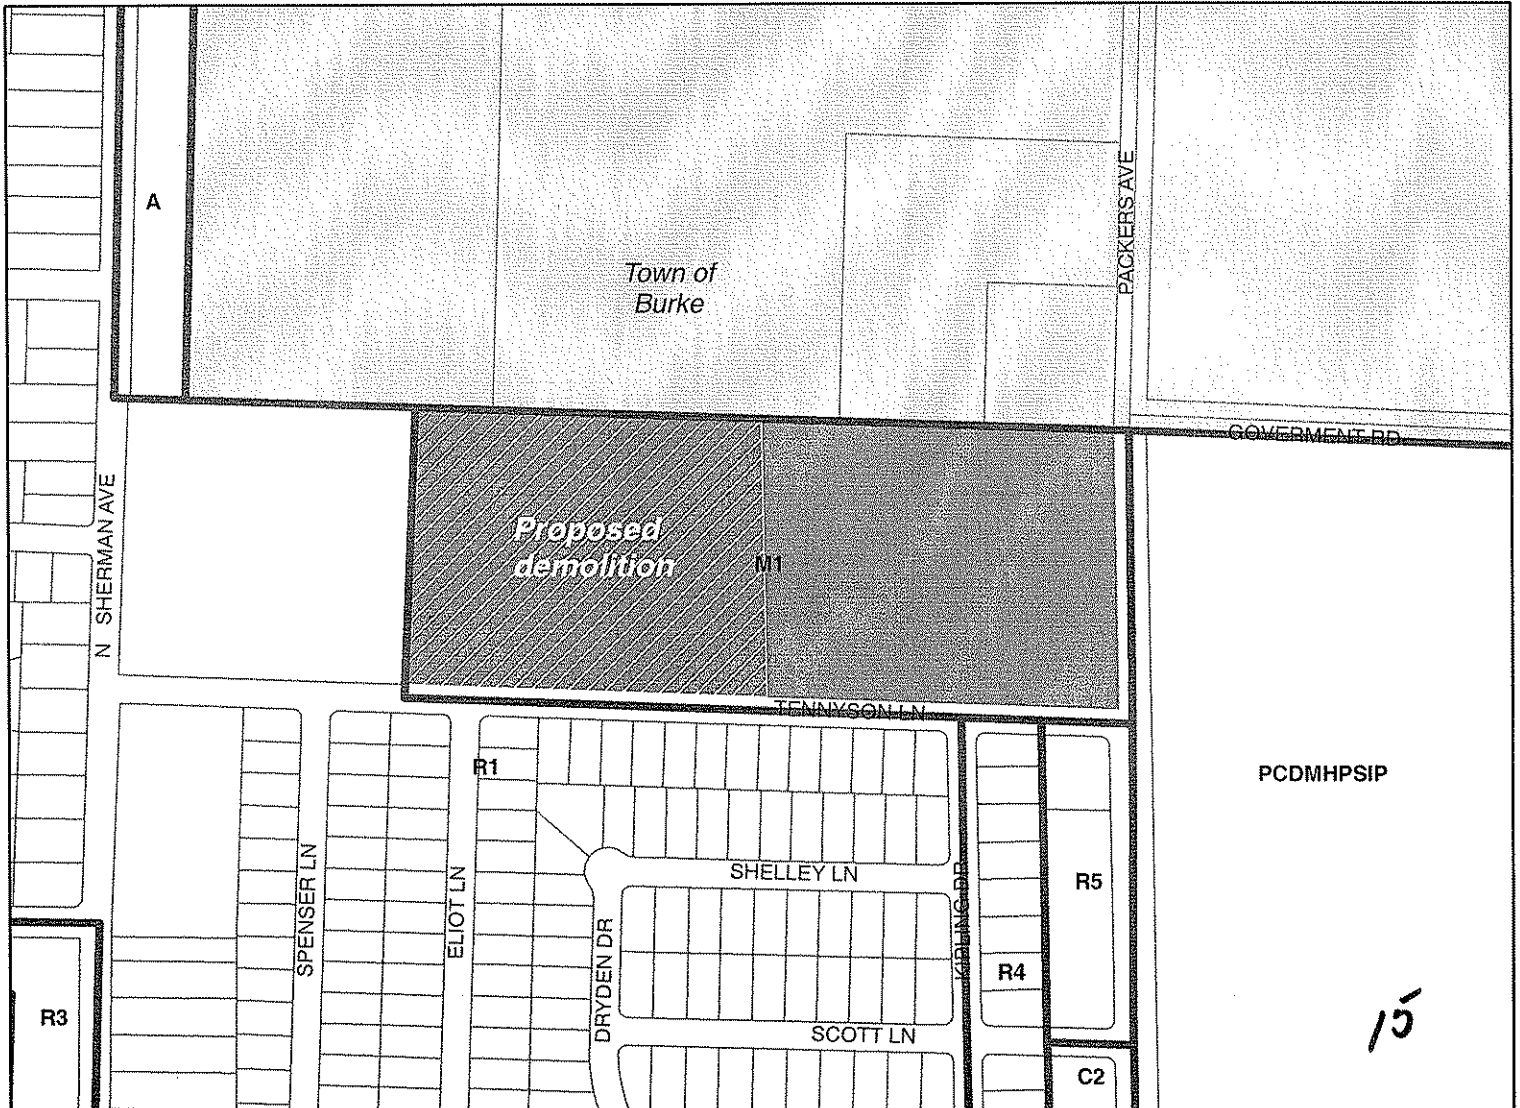 A
Town of
Burke
PACKERS AVE
GOVERMENT RD
N SHERMAN AVE
Proposed
demolition
M1
TENNYSON LN
R1
PCDMHPSIP
SPENSER LN
ELIOT LN
SHELLEY LN
KIPLING DR
R5
DRYDEN DR
R4
R3
SCOTT LN
15
C2